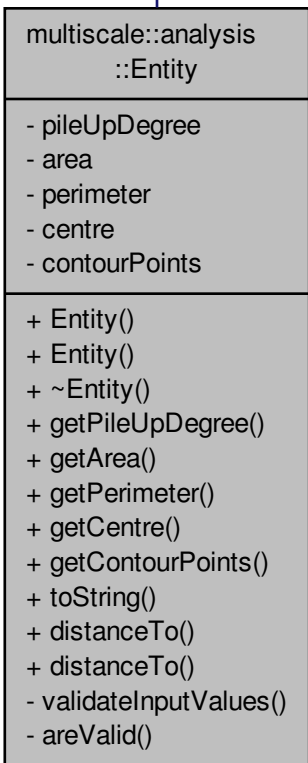 multiscale::analysis
::Entity
- pileUpDegree
- area
- perimeter
- centre
- contourPoints
+ Entity()
+ Entity()
+ ~Entity()
+ getPileUpDegree()
+ getArea()
+ getPerimeter()
+ getCentre()
+ getContourPoints()
+ toString()
+ distanceTo()
+ distanceTo()
- validateInputValues()
- areValid()